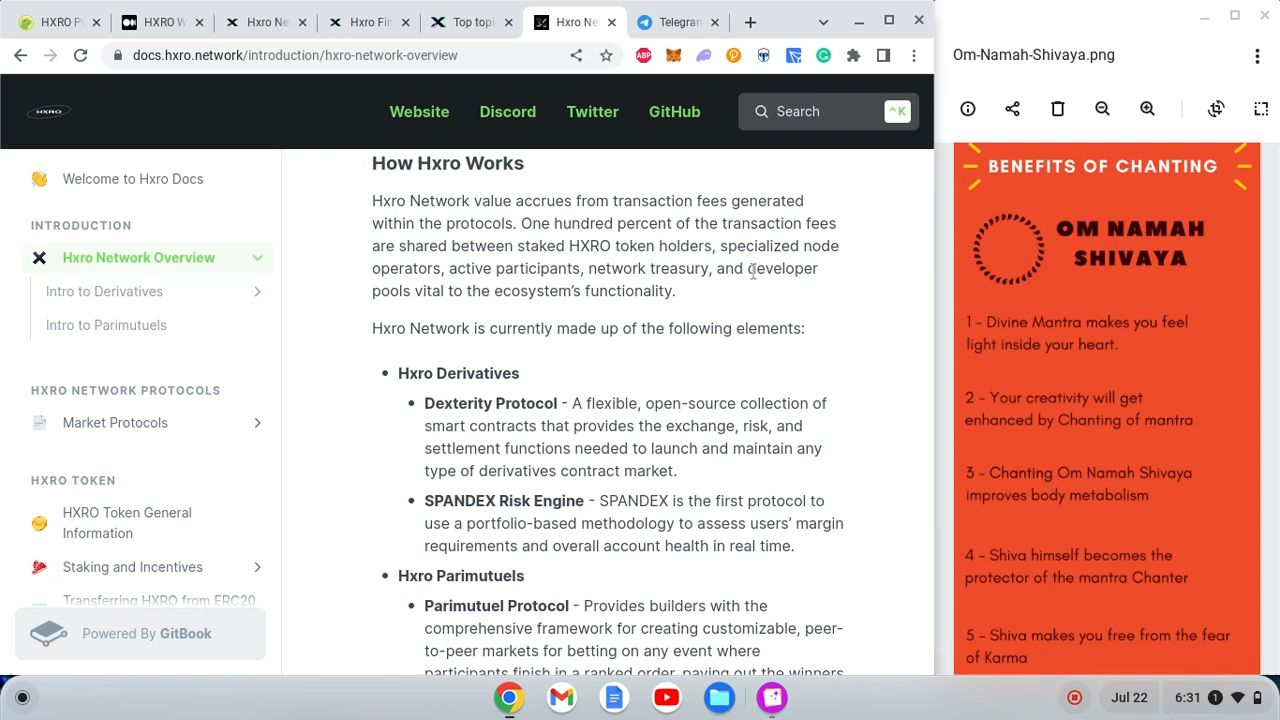 HXRO P
HXRO W
Hxro Ne
Hxro Fin
Top topi
Hxro Ne
Telegran
docs.hxro.network/introduction/hxro-network-overview
ABP
HXRO
Website
Discord
Twitter
GitHub
Search
^K
Welcome to Hxro Docs
INTRODUCTION
Hxro Network Overview
Intro to Derivatives
Intro to Parimutuels
HXRO NETWORK PROTOCOLS
Market Protocols
HXRO TOKEN
HXRO Token General
Information
Staking and Incentives
Transferring HXRO from ERC20
Powered By GitBook
How Hxro Works
Hxro Network value accrues from transaction fees generated
within the protocols. One hundred percent of the transaction fees
are shared between staked HXRO token holders, specialized node
operators, active participants, network treasury, and developer
pools vital to the ecosystem's functionality.
Hxro Network is currently made up of the following elements:
• Hxro Derivatives
• Dexterity Protocol - A flexible, open-source collection of
smart contracts that provides the exchange, risk, and
settlement functions needed to launch and maintain any
type of derivatives contract market.
• SPANDEX Risk Engine - SPANDEX is the first protocol to
use a portfolio-based methodology to assess users' margin
requirements and overall account health in real time.
• Hxro Parimutuels
• Parimutuel Protocol - Provides builders with the
comprehensive framework for creating customizable, peer-
to-peer markets for betting on any event where
participants finish in a ranked order, paying out the winners
Om-Namah-Shivaya.png
BENEFITS OF CHANTING
OM NAMAH
SHIVAYA
1 - Divine Mantra makes you feel
light inside your heart.
2 - Your creativity will get
enhanced by Chanting of mantra
3 - Chanting Om Namah Shivaya
improves body metabolism
4 - Shiva himself becomes the
protector of the mantra Chanter
5 - Shiva makes you free from the fear
of Karma
Jul 22
6:31
1